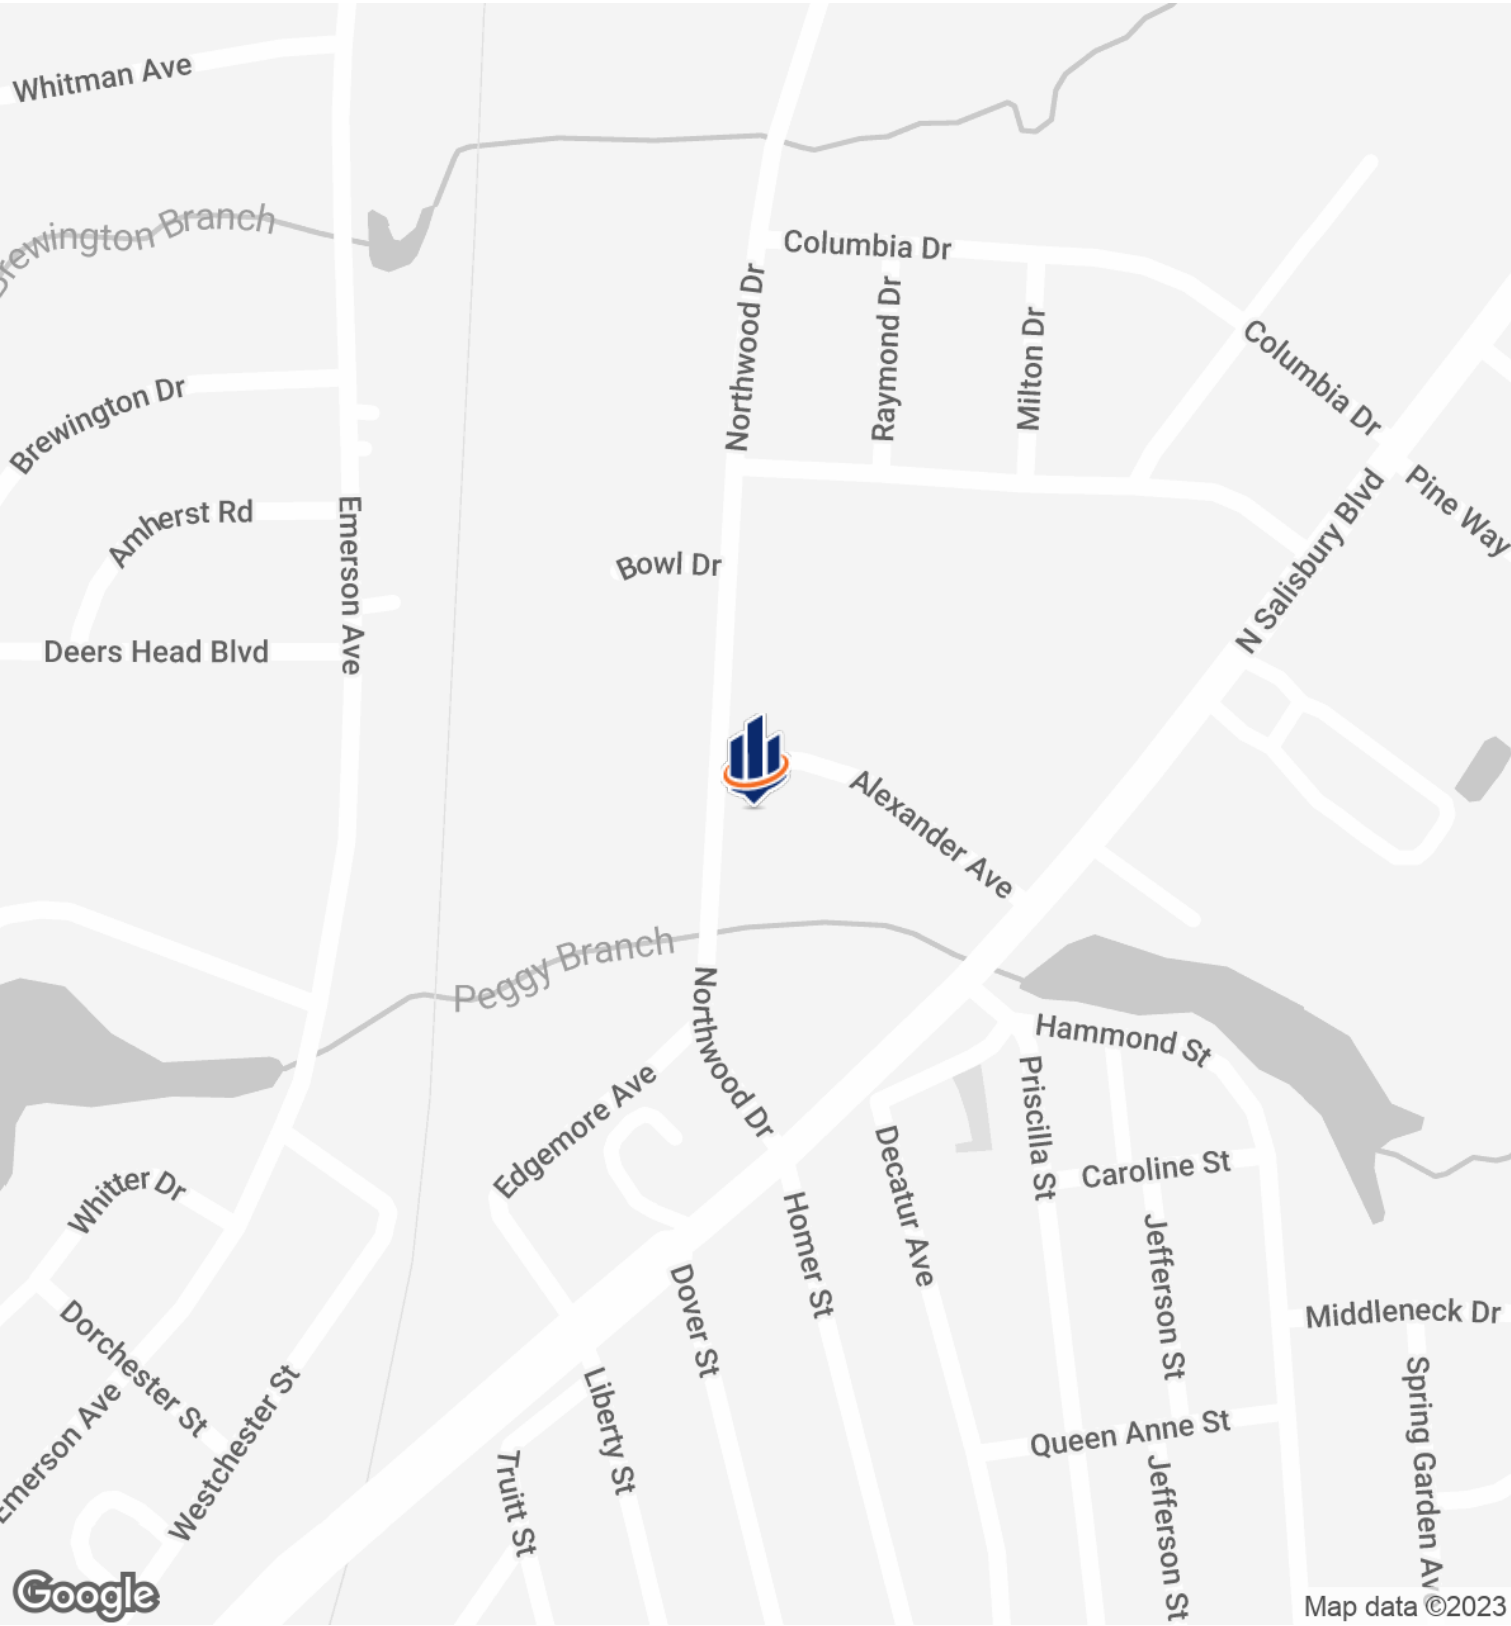 Whitman Ave
Brewington Branch
Columbia Dr
Northwood Dr
Raymond Dr
Milton Dr
Columbia Dr
Brewington Dr
Amherst Rd
Emerson Ave
Bowl Dr
N Salisbury Blvd
Pine Way
Deers Head Blvd
Alexander Ave
Peggy Branch
Northwood Dr
Hammond St
Edgemore Ave
Priscilla St
Decatur Ave
Caroline St
Whitter Dr
Homer St
Jefferson St
Dover St
Middleneck Dr
Dorchester St
Emerson Ave
Westchester St
Liberty St
Spring Garden Av
Queen Anne St
Truitt St
Jefferson St
Google
Map data ©2023